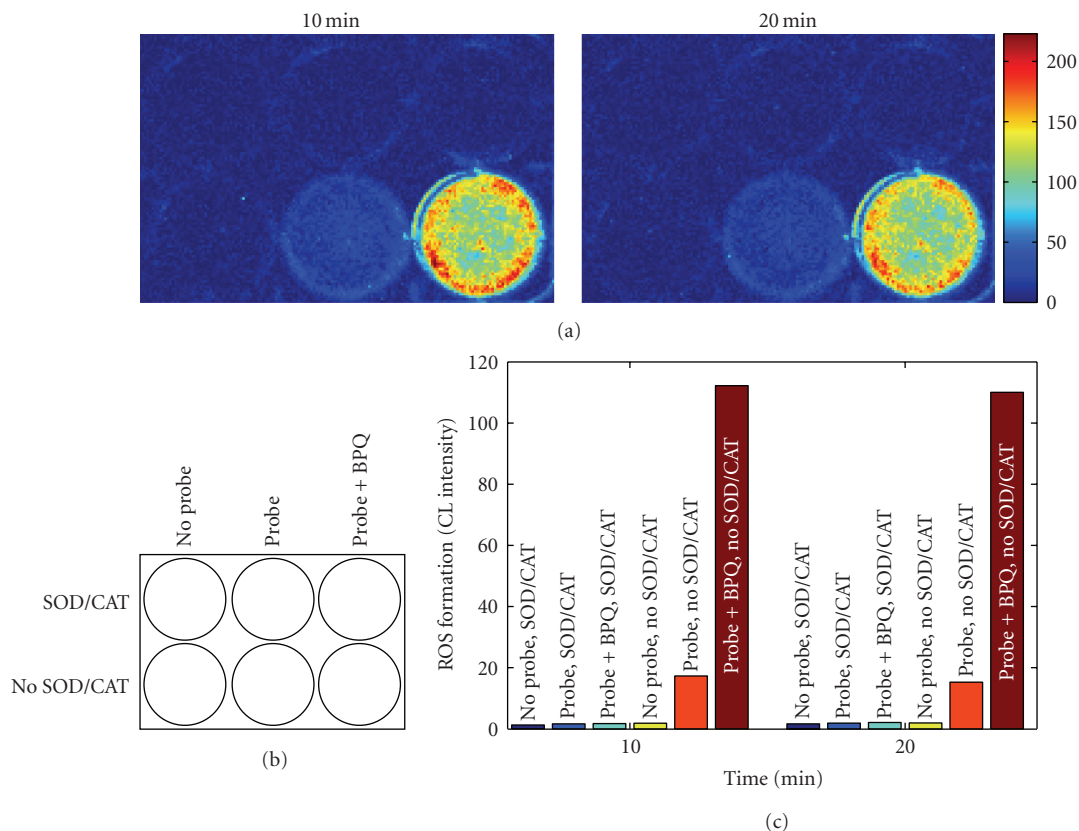 10 min
20 min
200
150
100
50
0
(a)
No probe
Probe
Probe + BPQ
SOD/CAT
No SOD/CAT
(b)
ROS formation (CL intensity)
120
100
80
60
40
20
0
No probe, SOD/CAT
Probe, SOD/CAT
Probe + BPQ, SOD/CAT
No probe, no SOD/CAT
Probe, no SOD/CAT
Probe + BPQ, no SOD/CAT
No probe, SOD/CAT
Probe, SOD/CAT
Probe + BPQ, SOD/CAT
No probe, no SOD/CAT
Probe, no SOD/CAT
Probe + BPQ, no SOD/CAT
10
20
Time (min)
(c)